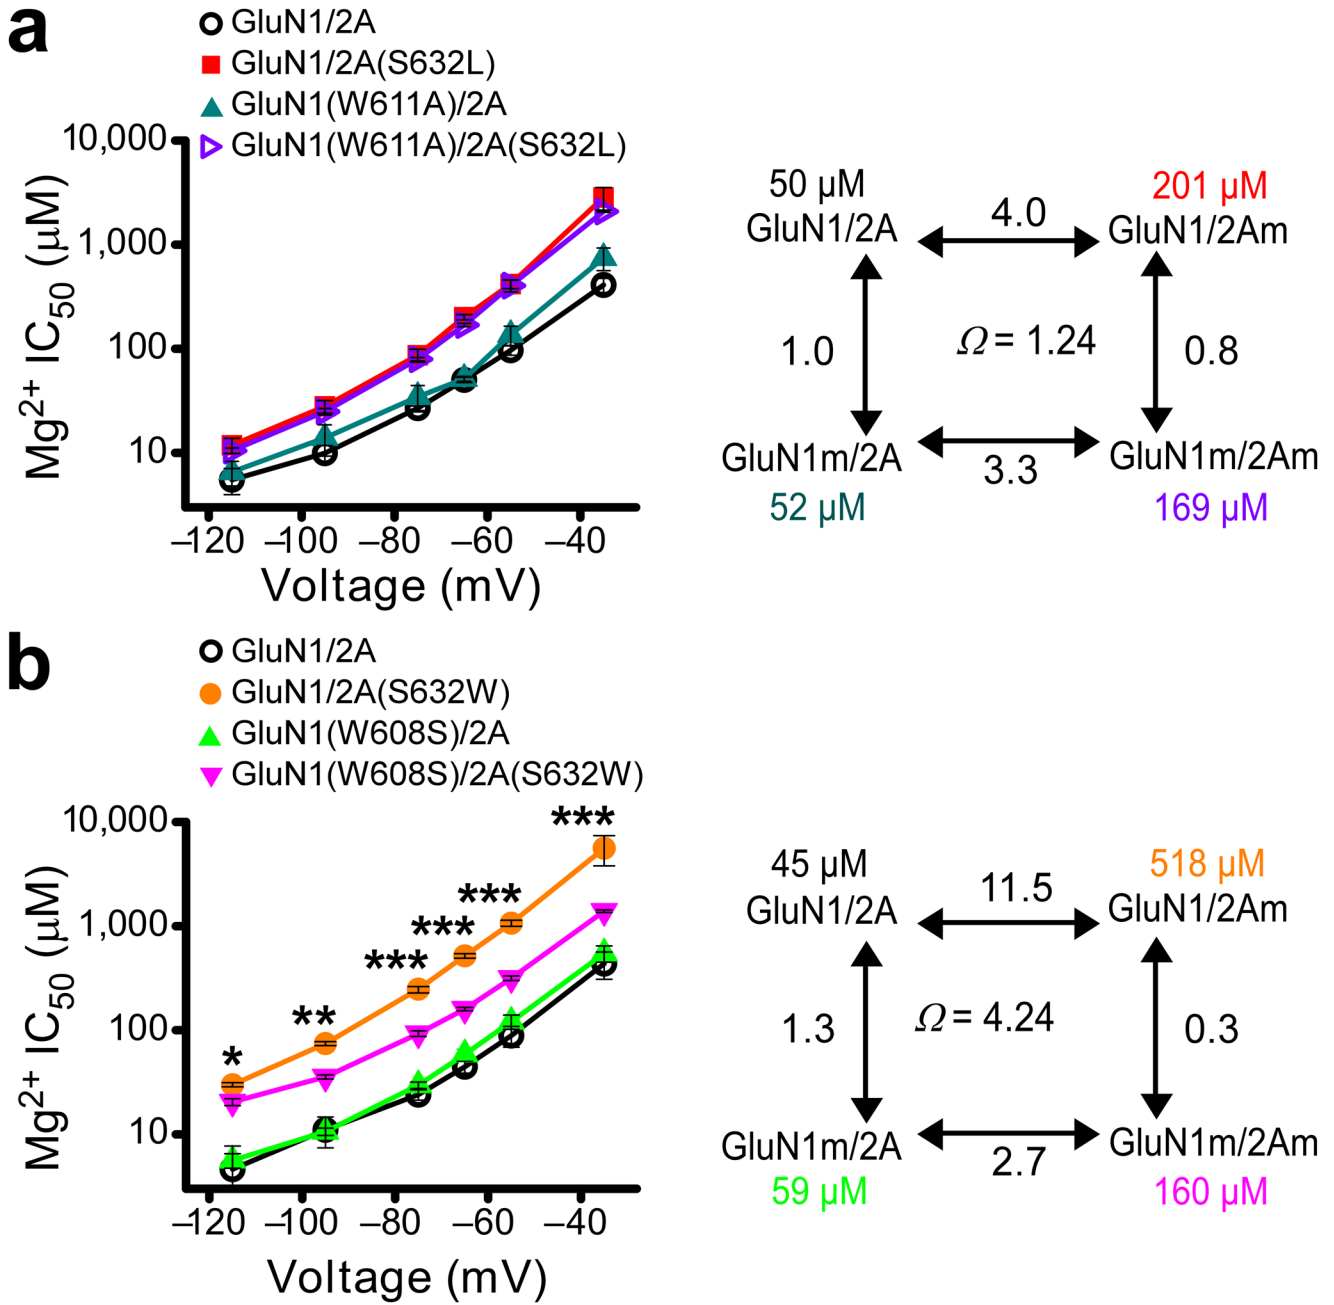 a
GluN1/2A
GluN1/2A(S632L)
GluN1(W611A)/2A
GluN1(W611A)/2A(S632L)
Mg2+ IC50 (μM)
10,000
1,000
100
10
–120 –100 –80 –60 –40
Voltage (mV)
50 μM
GluN1/2A
4.0
201 μM
GluN1/2Am
1.0
Ω = 1.24
0.8
GluN1m/2A
52 μM
3.3
GluN1m/2Am
169 μM
b
GluN1/2A
GluN1/2A(S632W)
GluN1(W608S)/2A
GluN1(W608S)/2A(S632W)
Mg2+ IC50 (μM)
10,000
1,000
100
10
* ** *** *** *** ***
–120 –100 –80 –60 –40
Voltage (mV)
45 μM
GluN1/2A
11.5
518 μM
GluN1/2Am
1.3
Ω = 4.24
0.3
GluN1m/2A
59 μM
2.7
GluN1m/2Am
160 μM